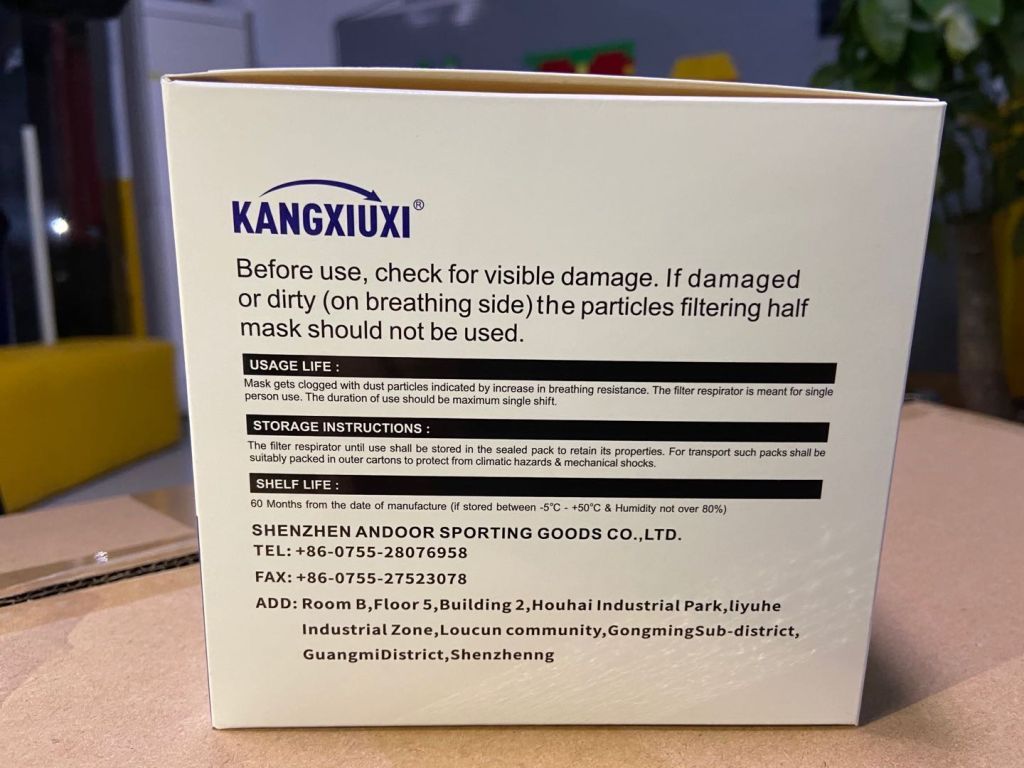 KANGXIUXI®
Before use, check for visible damage. If damaged
or dirty (on breathing side) the particles filtering half
mask should not be used.
USAGE LIFE :
Mask gets clogged with dust particles indicated by increase in breathing resistance. The filter respirator is meant for single
person use. The duration of use should be maximum single shift.
STORAGE INSTRUCTIONS :
The filter respirator until use shall be stored in the sealed pack to retain its properties. For transport such packs shall be
suitably packed in outer cartons to protect from climatic hazards & mechanical shocks.
SHELF LIFE :
60 Months from the date of manufacture (if stored between -5°C - +50°C & Humidity not over 80%)
SHENZHEN ANDOOR SPORTING GOODS CO.,LTD.
TEL: +86-0755-28076958
FAX: +86-0755-27523078
ADD: Room B,Floor 5,Building 2,Houhai Industrial Park,liyuhe
Industrial Zone,Loucun community,GongmingSub-district,
GuangmiDistrict,Shenzhenng